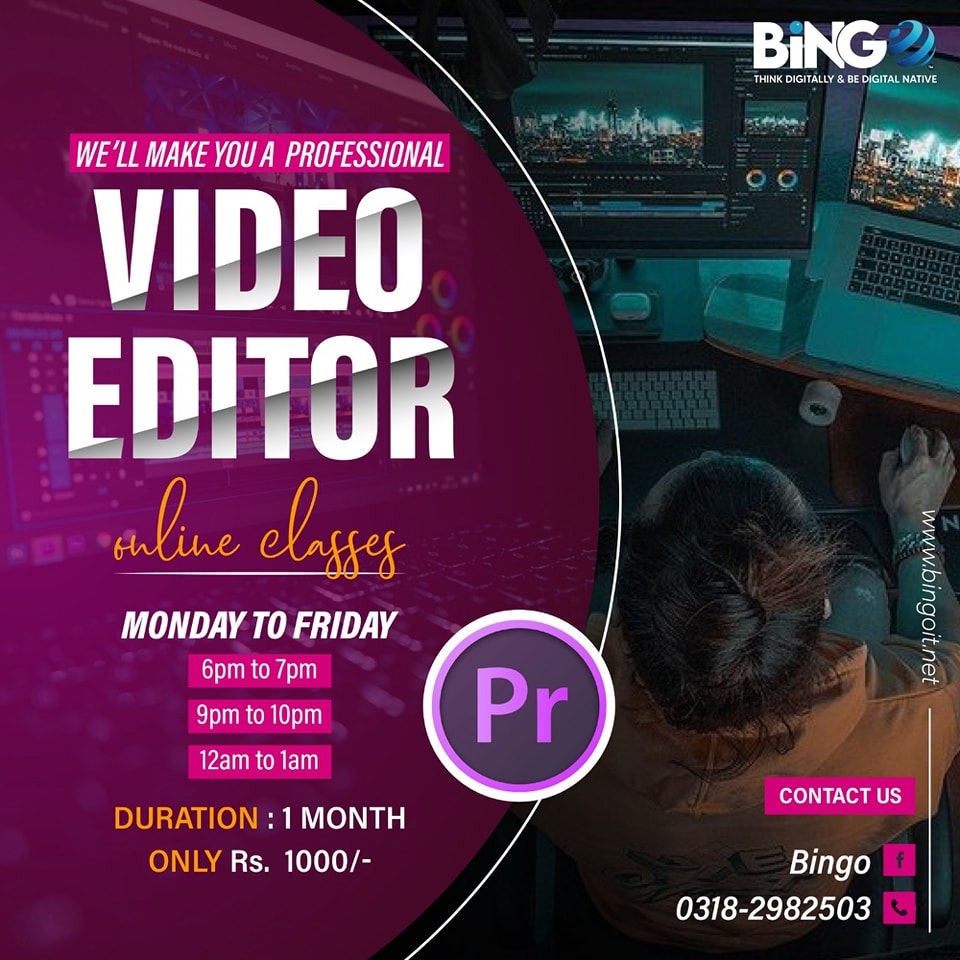 BiNGO
THINK DIGITALLY & BE DIGITAL NATIVE
WE'LL MAKE YOU A PROFESSIONAL
VIDEO
EDITOR
online classes
MONDAY TO FRIDAY
6pm to 7pm
9pm to 10pm
12am to 1am
DURATION : 1 MONTH
ONLY Rs. 1000/-
Pr
www.bingoit.net
CONTACT US
Bingo f
0318-2982503